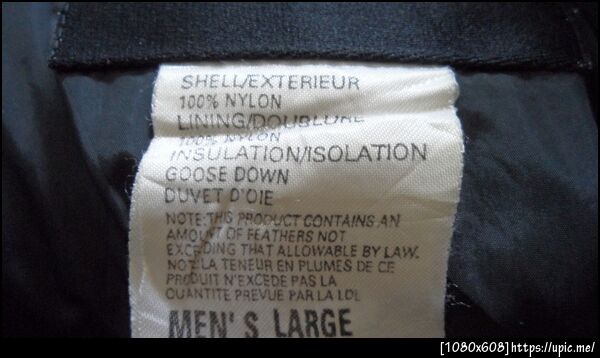 SHELL/EXTERIEUR
100% NYLON
LINING/DOUBLURE
100% NYLON
INSULATION/ISOLATION
GOOSE DOWN
DUVET D'OIE
NOTE: THIS PRODUCT CONTAINS AN
AMOUNT OF FEATHERS NOT
EXCEEDING THAT ALLOWABLE BY LAW.
NOT: LA TENEUR EN PLUMES DE CE
PRODUIT N'EXCEDE PAS LA
QUANTITE PREVUE PAR LA LOI.
MEN'S LARGE
[1080x608]https://upic.me/